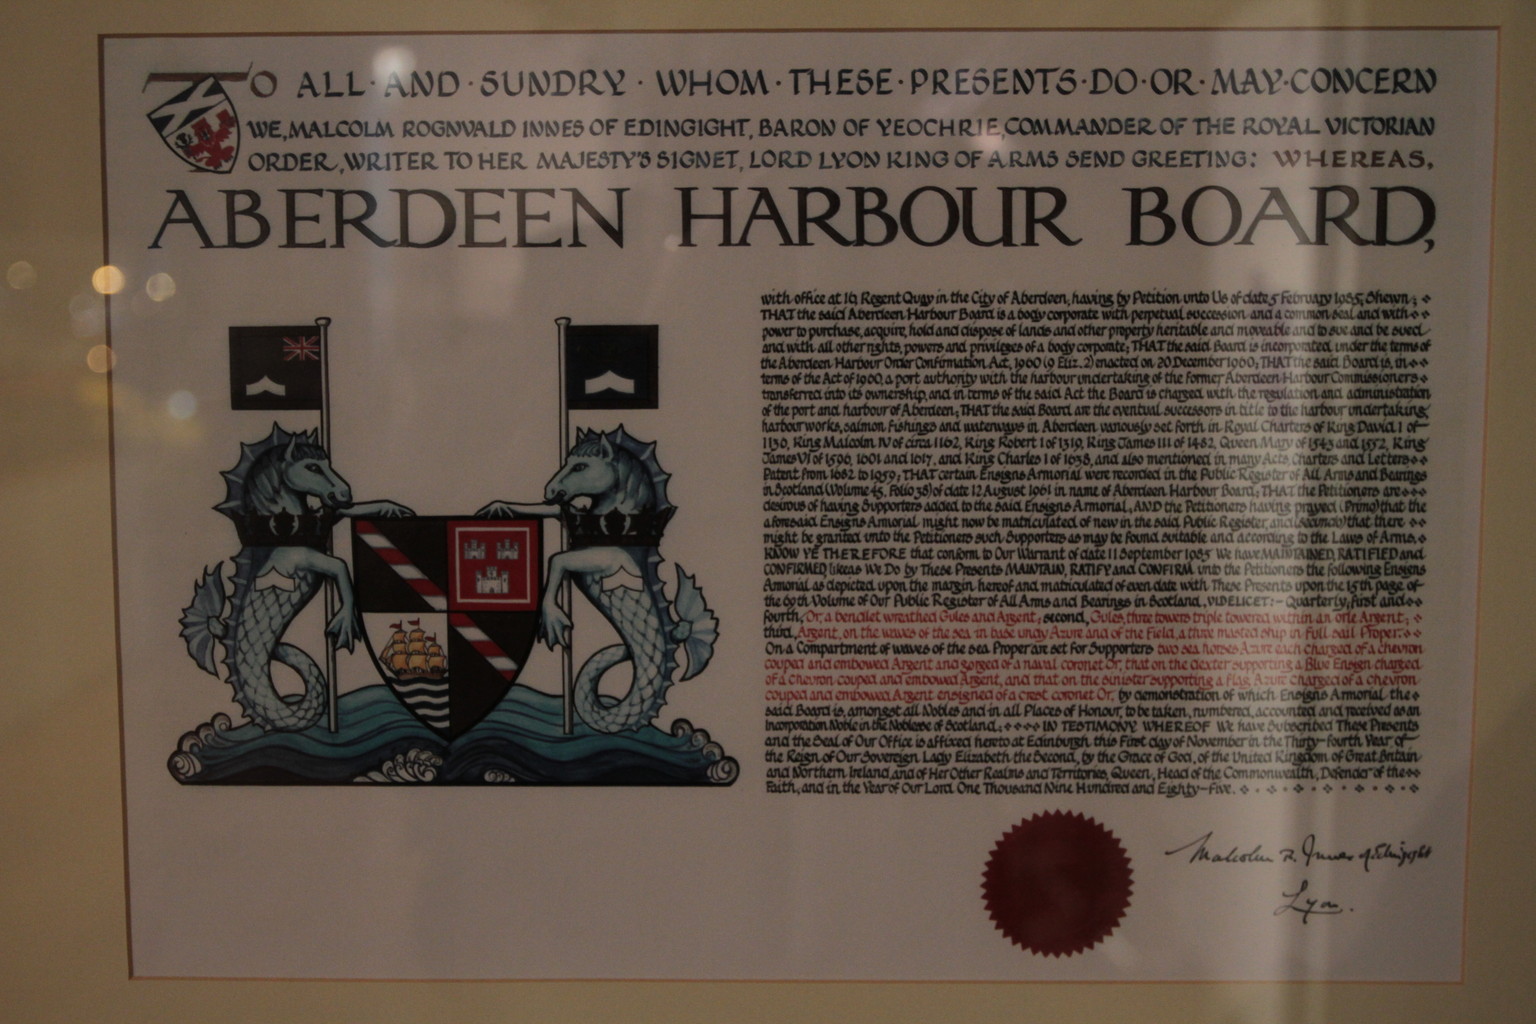 TO ALL·AND·SUNDRY·WHOM·THESE·PRESENTS·DO·OR·MAY·CONCERN
WE, MALCOLM ROGNVALD INNES OF EDINGIGHT, BARON OF YEOCHRIE, COMMANDER OF THE ROYAL VICTORIAN
ORDER, WRITER TO HER MAJESTY'S SIGNET, LORD LYON KING OF ARMS SEND GREETING: WHEREAS,
ABERDEEN HARBOUR BOARD,
with office at 16, Regent Quay in the City of Aberdeen, having by Petition unto Us of date 5 February 1985, Shewn;
THAT the said Aberdeen Harbour Board is a body corporate with perpetual succession and a common seal and with
power to purchase, acquire, hold and dispose of lands and other property heritable and moveable and to sue and be sued
and with all other rights, powers and privileges of a body corporate; THAT the said Board is incorporated under the terms of
the Aberdeen Harbour Order Confirmation Act, 1960 (9 Eliz. 2) enacted on 20 December 1960; THAT the said Board is, in
terms of the Act of 1960, a port authority with the harbour undertaking of the former Aberdeen Harbour Commissioners
transferred into its ownership, and in terms of the said Act the Board is charged with the regulation and administration
of the port and harbour of Aberdeen; THAT the said Board are the eventual successors in title to the harbour undertaking,
harbour works, salmon fishings and waterways in Aberdeen variously set forth in Royal Charters of King David I of
1136, King Malcolm IV of circa 1162, King Robert I of 1319, King James III of 1482, Queen Mary of 1543 and 1552, King
James VI of 1596, 1601 and 1617, and King Charles I of 1638, and also mentioned in many Acts, Charters and Letters
Patent from 1682 to 1959; THAT certain Ensigns Armorial were recorded in the Public Register of All Arms and Bearings
in Scotland (Volume 45, Folio 38) of date 12 August 1961 in name of Aberdeen Harbour Board; THAT the Petitioners are
desirous of having Supporters added to the said Ensigns Armorial, AND the Petitioners having prayed (Primo) that the
aforesaid Ensigns Armorial might now be matriculated of new in the said Public Register, and (secundo) that there
might be granted unto the Petitioners such Supporters as may be found suitable and according to the Laws of Arms,
KNOW YE THEREFORE that conform to Our Warrant of date 11 September 1985 We have MAINTAINED, RATIFIED and
CONFIRMED, likeas We Do by These Presents MAINTAIN, RATIFY and CONFIRM unto the Petitioners the following Ensigns
Armorial as depicted upon the margin hereof and matriculated of even date with These Presents upon the 15th page of
the 69th Volume of Our Public Register of All Arms and Bearings in Scotland, VIDELICET:- Quarterly, first and
fourth, Or, a bendlet wreathed Gules and Argent; second, Gules, three towers triple towered within an orle Argent;
third, Argent, on the waves of the sea in base undy Azure and of the Field, a three masted ship in full sail Proper.
On a Compartment of waves of the sea Proper are set for Supporters two sea horses Azure each charged of a chevron
couped and embowed Argent and gorged of a naval coronet Or, that on the dexter supporting a Blue Ensign charged
of a chevron couped and embowed Argent, and that on the sinister supporting a flag Azure charged of a chevron
couped and embowed Argent ensigned of a crest coronet Or, by demonstration of which Ensigns Armorial the
said Board is, amongst all Nobles and in all Places of Honour, to be taken, numbered, accounted and received as an
Incorporation Noble in the Noblesse of Scotland; IN TESTIMONY WHEREOF We have Subscribed These Presents
and the Seal of Our Office is affixed hereto at Edinburgh this First day of November in the Thirty-fourth Year of
the Reign of Our Sovereign Lady Elizabeth the Second, by the Grace of God, of the United Kingdom of Great Britain
and Northern Ireland, and of Her Other Realms and Territories, Queen, Head of the Commonwealth, Defender of the
Faith, and in the Year of Our Lord One Thousand Nine Hundred and Eighty-Five.
Malcolm R. Innes of Edingight
Lyon.